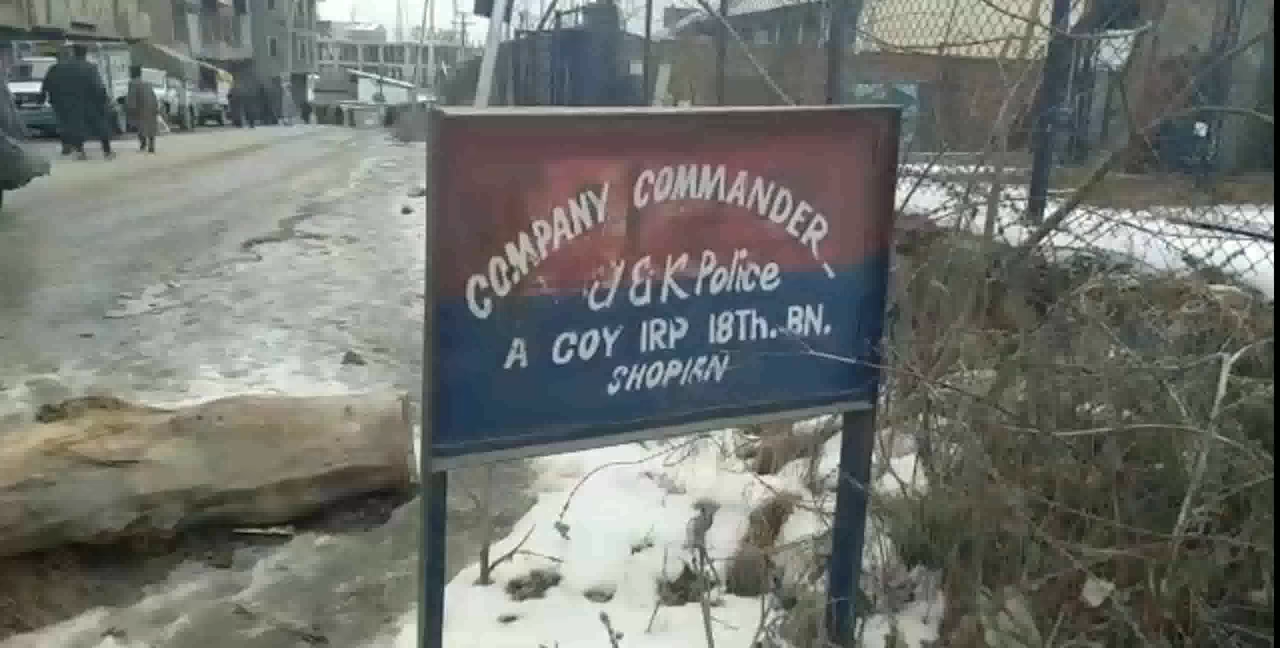 COMPANY COMMANDER
J & K Police
A COY IRP 18Th. BN.
SHOPIAN